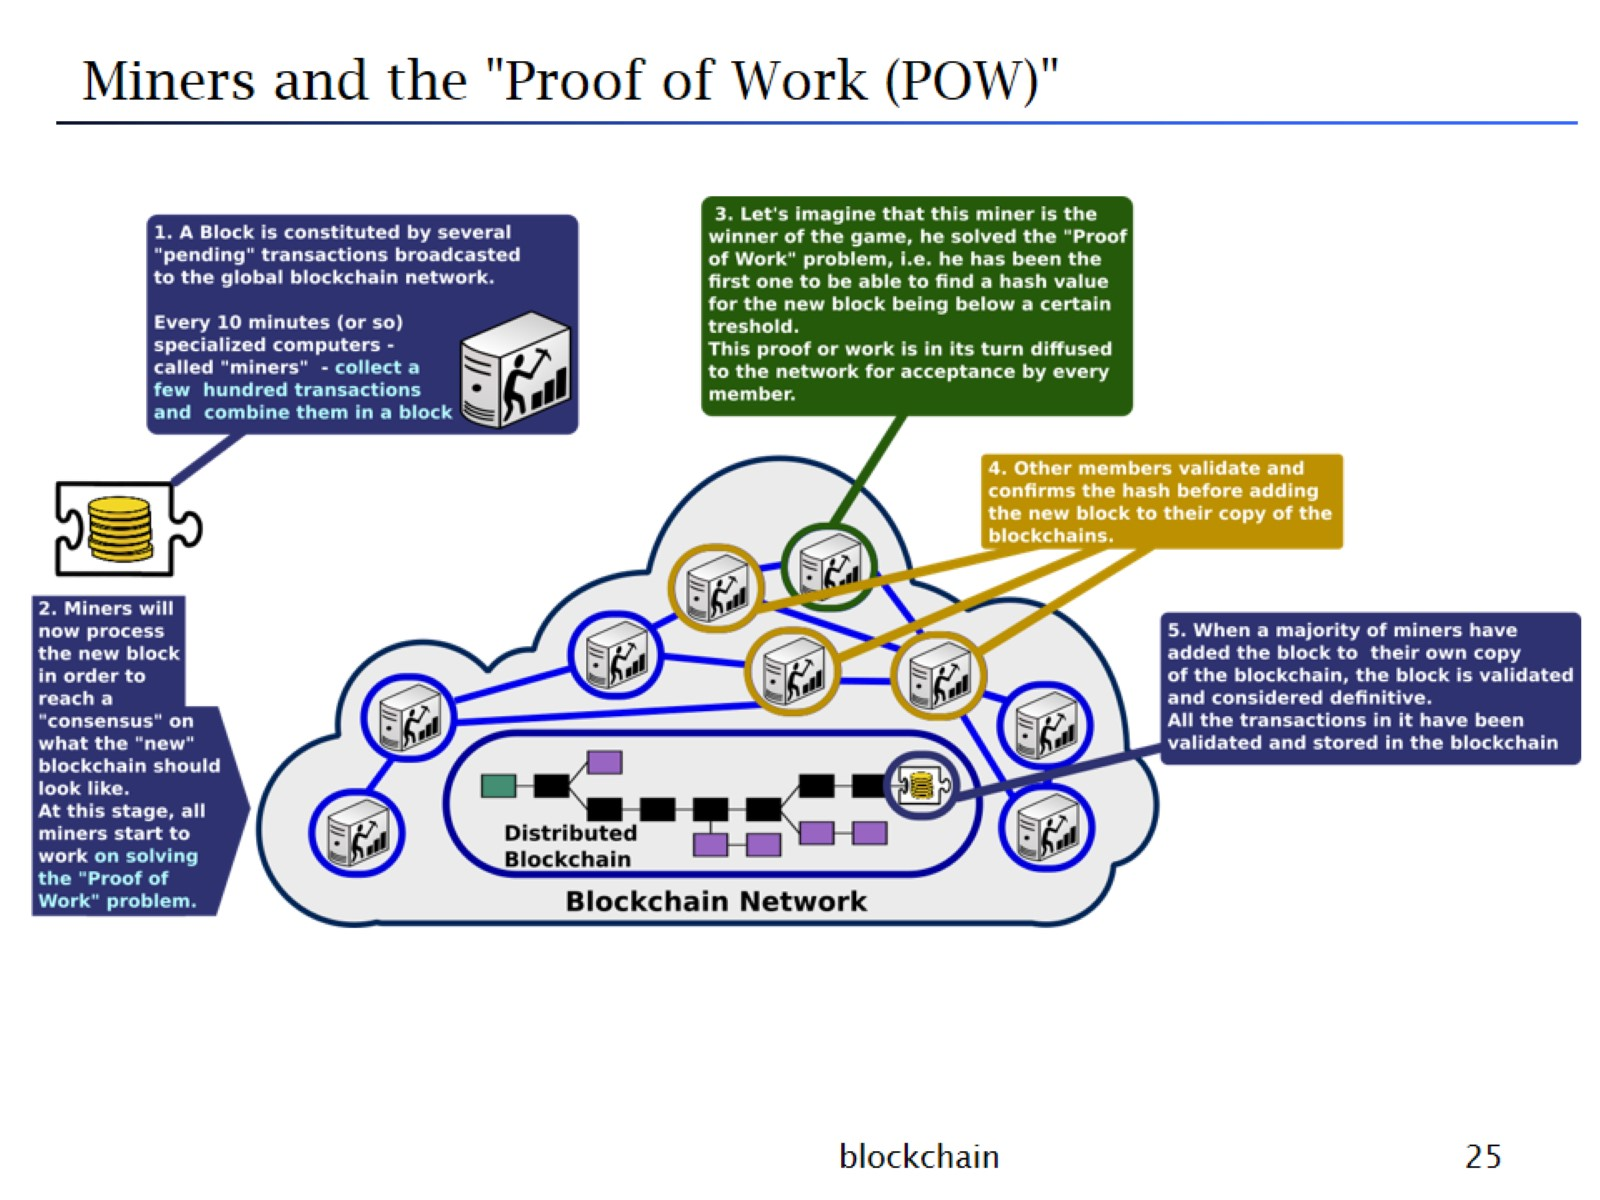 Miners and the "Proof of Work (POW)"
1. A Block is constituted by several
"pending" transactions broadcasted
to the global blockchain network.
Every 10 minutes (or so)
specialized computers -
called "miners"  - collect a
few  hundred transactions
and  combine them in a block
2. Miners will
now process
the new block
in order to
reach a
"consensus" on
what the "new"
blockchain should
look like.
At this stage, all
miners start to
work on solving
the "Proof of
Work" problem.
3. Let's imagine that this miner is the
winner of the game, he solved the "Proof
of Work" problem, i.e. he has been the
first one to be able to find a hash value
for the new block being below a certain
treshold.
This proof or work is in its turn diffused
to the network for acceptance by every
member.
4. Other members validate and
confirms the hash before adding
the new block to their copy of the
blockchains.
5. When a majority of miners have
added the block to  their own copy
of the blockchain, the block is validated
and considered definitive.
All the transactions in it have been
validated and stored in the blockchain
Distributed
Blockchain
Blockchain Network
blockchain
25